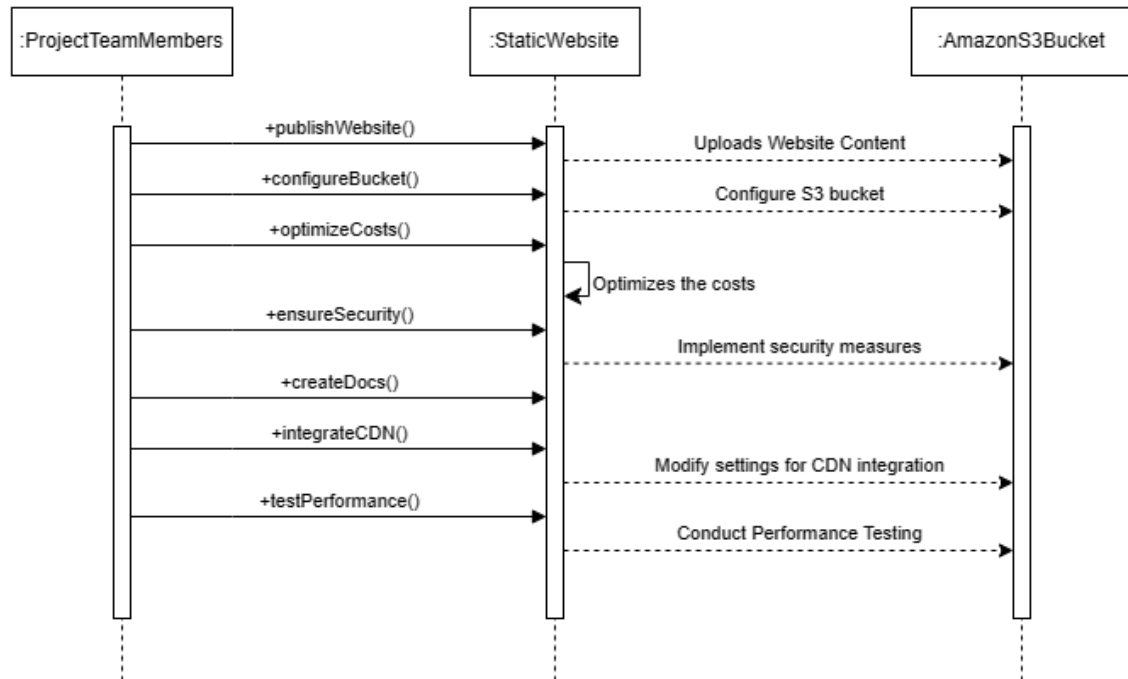 :ProjectTeamMembers
:StaticWebsite
:AmazonS3Bucket
+publishWebsite()
Uploads Website Content
+configureBucket()
Configure S3 bucket
+optimizeCosts()
Optimizes the costs
+ensureSecurity()
Implement security measures
+createDocs()
+integrateCDN()
Modify settings for CDN integration
+testPerformance()
Conduct Performance Testing